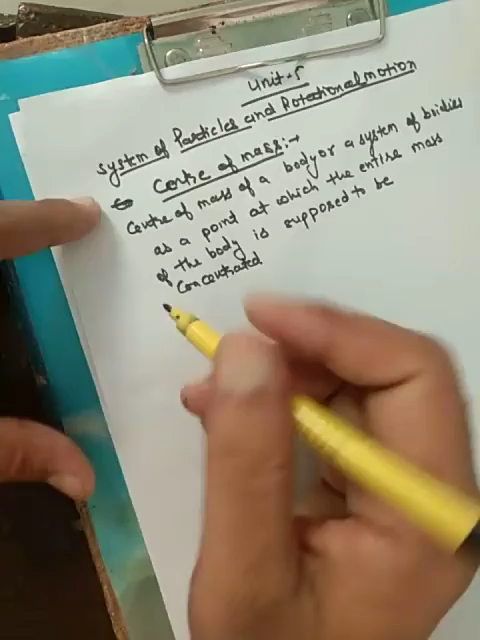 Unit-5
System of Particles and Rotational motion
Centre of mass:→
Centre of mass of a body or a system of bodies
as a point at which the entire mass
of the body is supposed to be
Concentrated